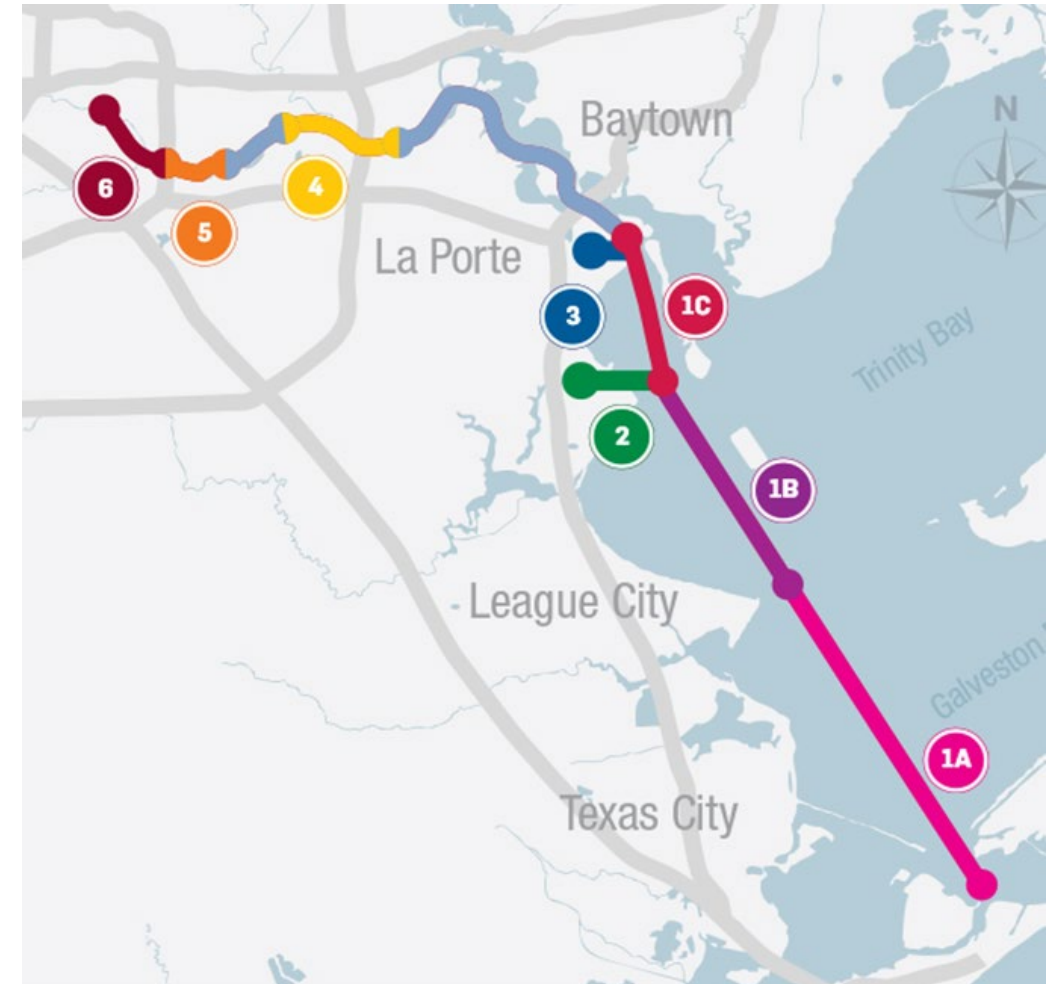 N
Baytown
6
4
5
La Porte
1C
3
Trinity Bay
2
1B
League City
Galveston
1A
Texas City